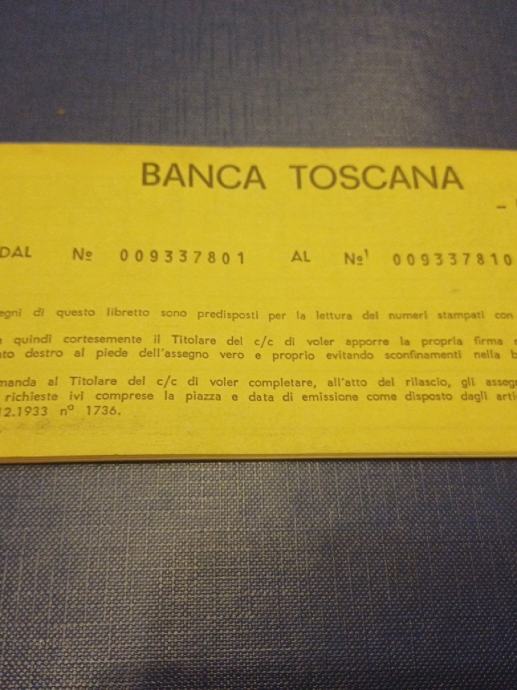 BANCA TOSCANA
DAL Nº 009337801 AL Nº¹ 009337810
egni di questo libretto sono predisposti per la lettura dei numeri stampati con
quindi cortesemente il Titolare del c/c di voler apporre la propria firma
to destro al piede dell'assegno vero e proprio evitando sconfinamenti nella b
manda al Titolare del c/c di voler completare, all'atto del rilascio, gli assegn
richieste ivi comprese la piazza e data di emissione come disposto dagli arti
12.1933 nº 1736.